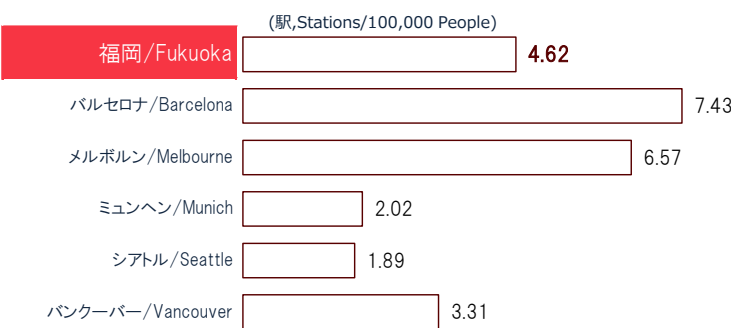 (駅,Stations/100,000 People)
福岡/Fukuoka 4.62
バルセロナ/Barcelona 7.43
メルボルン/Melbourne 6.57
ミュンヘン/Munich 2.02
シアトル/Seattle 1.89
バンクーバー/Vancouver 3.31